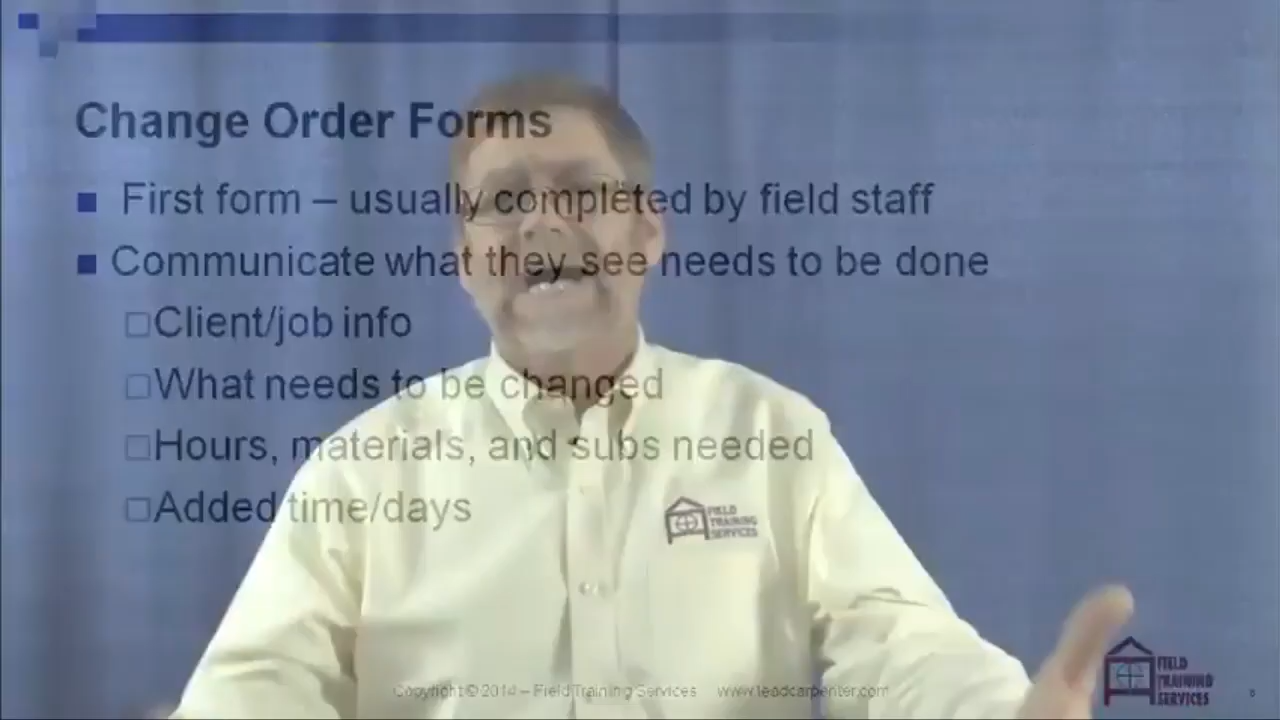 Change Order Forms
First form – usually completed by field staff
Communicate what they see needs to be done
Client/job info
What needs to be changed
Hours, materials, and subs needed
Added time/days
FIELD
TRAINING
SERVICES
Copyright © 2014 – Field Training Services www.leadcarpenter.com
FIELD
TRAINING
SERVICES
8